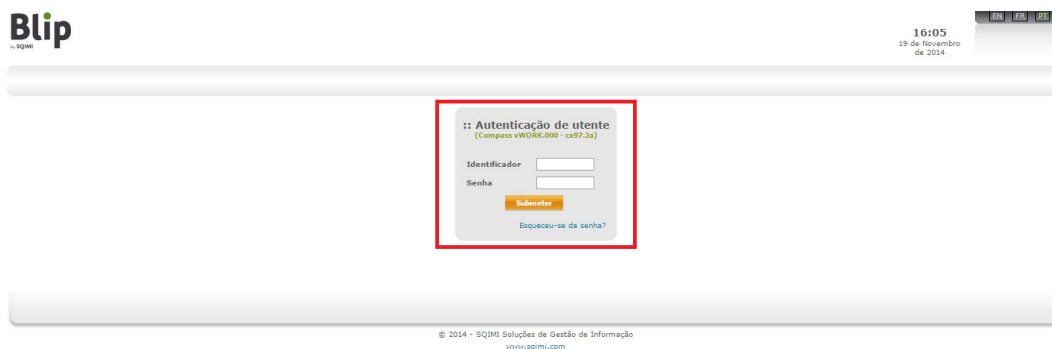 Blip
by SQIMI
EN FR PT
16:05
19 de Novembro
de 2014
:: Autenticação de utente
(Compass vWORK.000 - cx97.2a)
Identificador
Senha
Submeter
Esqueceu-se da senha?
© 2014 - SQIMI Soluções de Gestão de Informação
www.sqimi.com